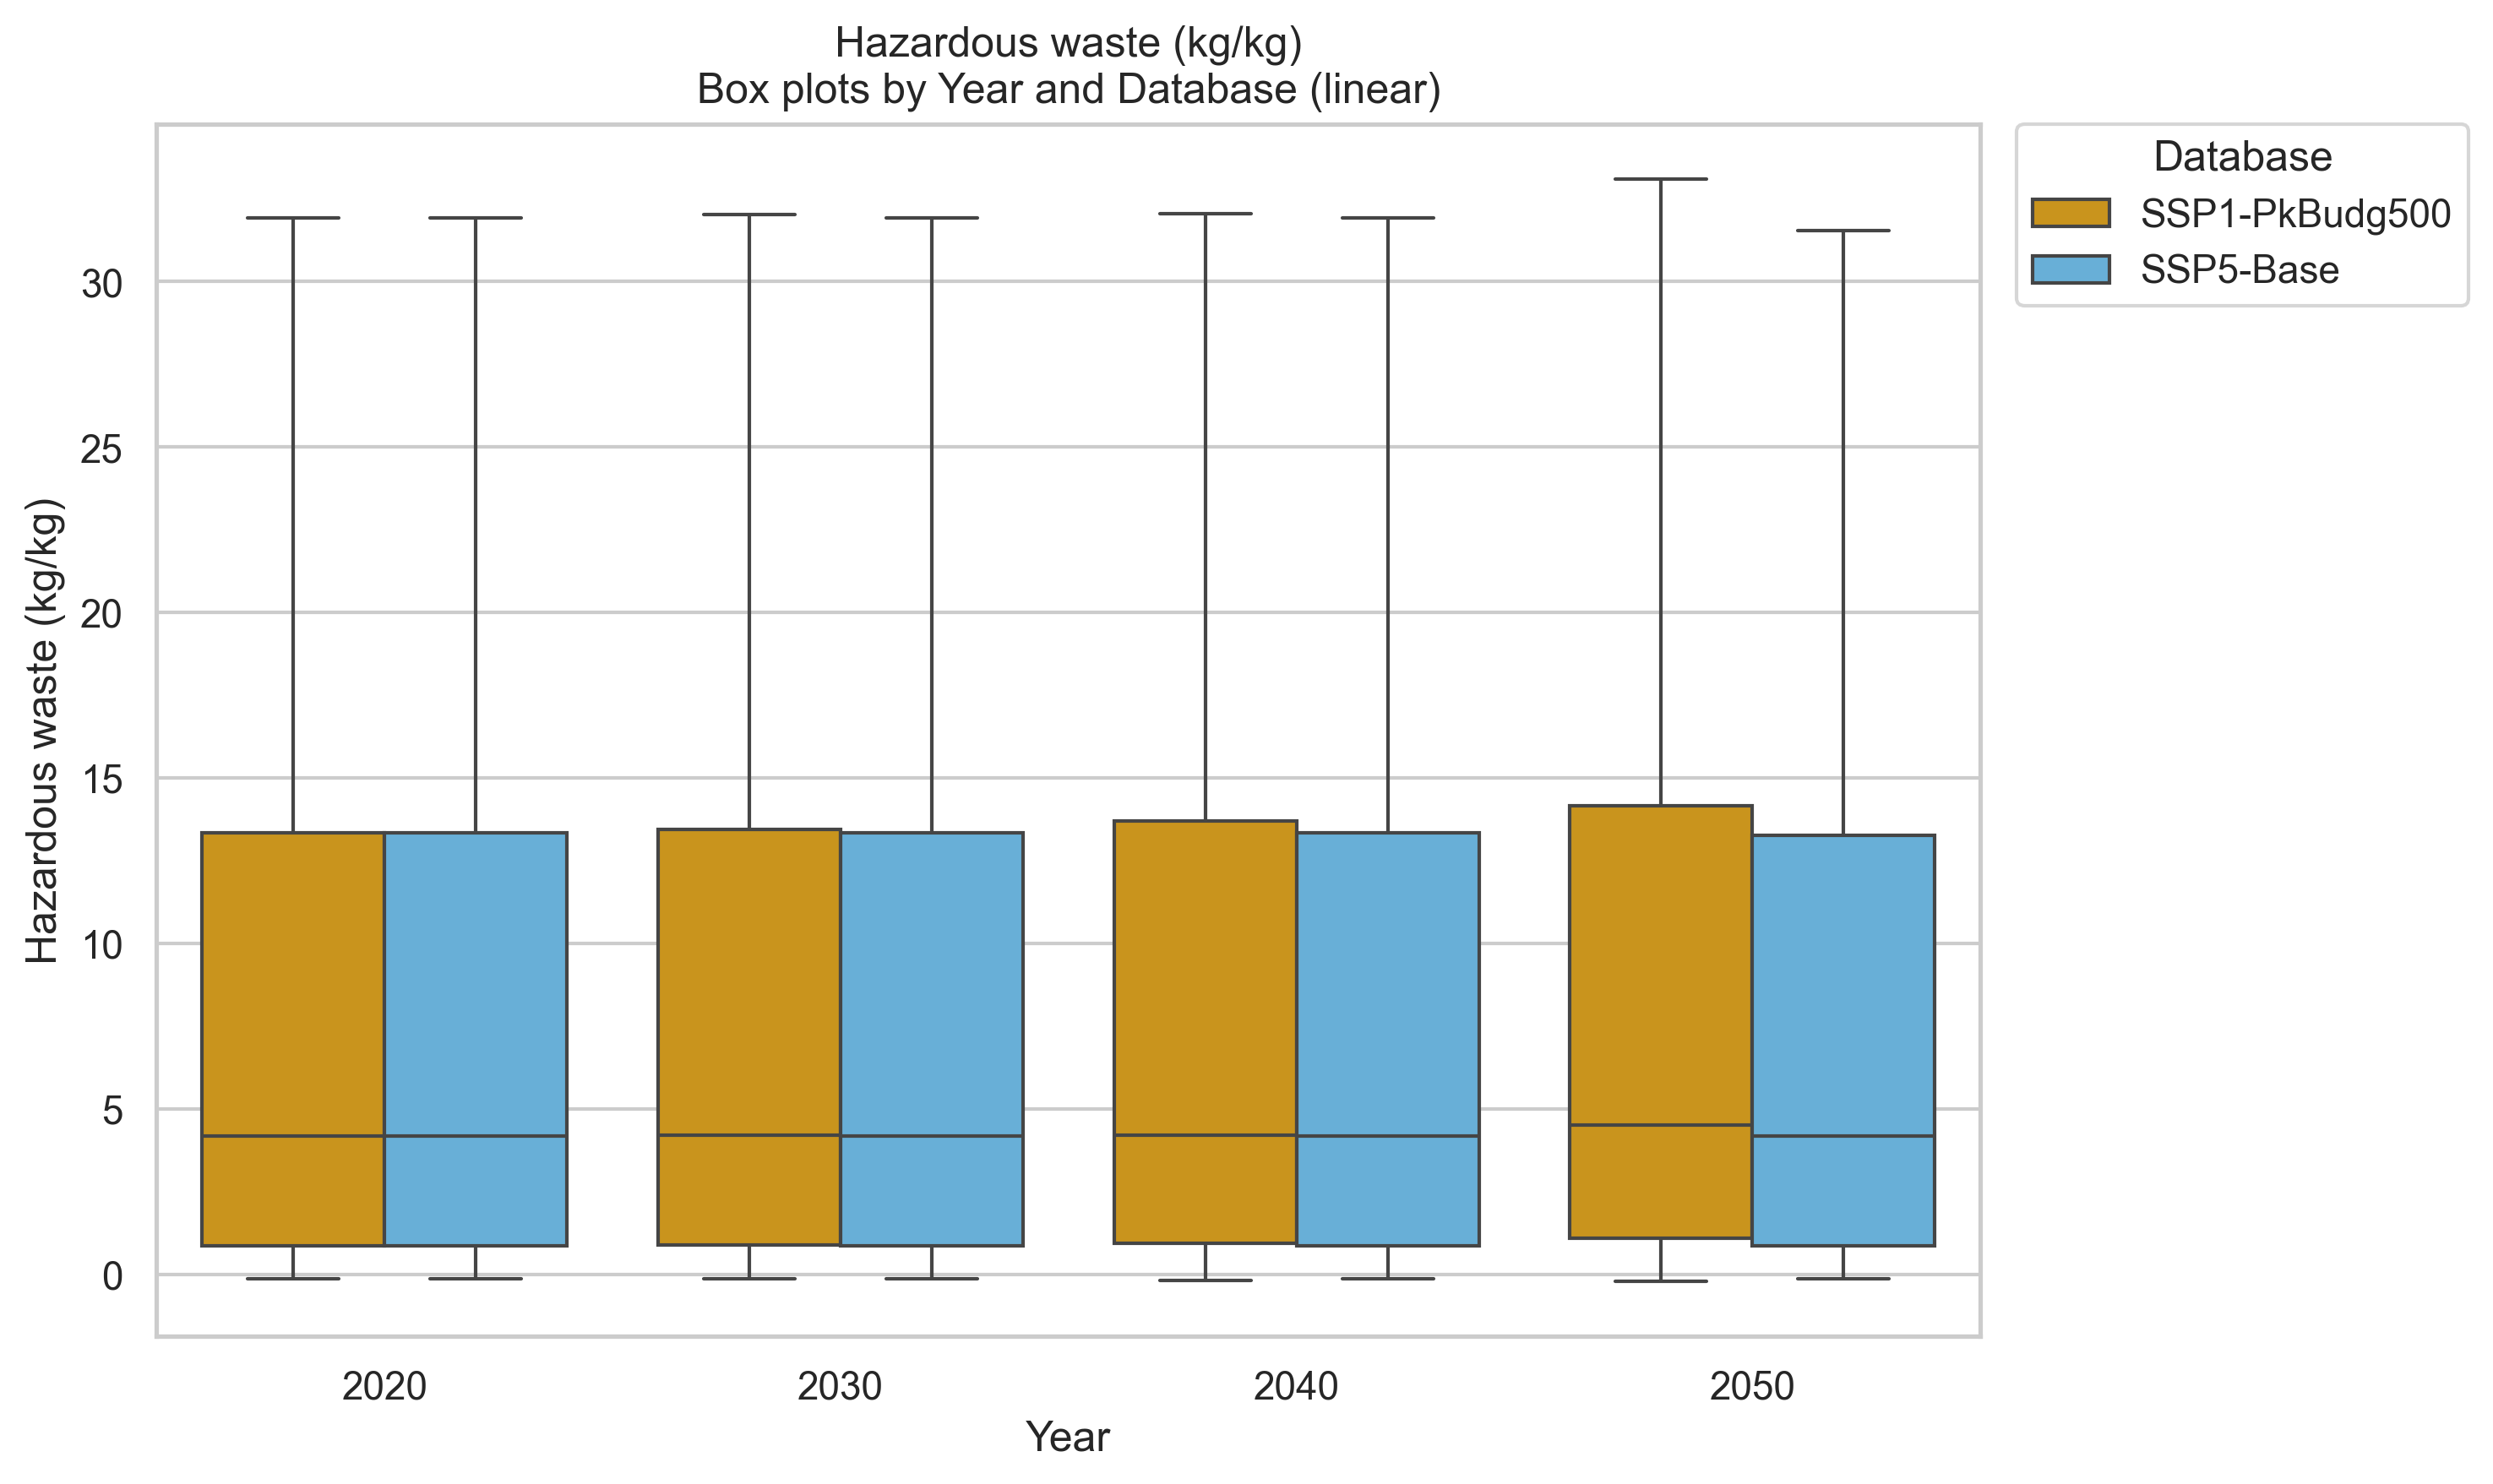 Hazardous waste (kg/kg)
Box plots by Year and Database (linear)
Database
SSP1-PkBudg500
SSP5-Base
Hazardous waste (kg/kg)
30
25
20
15
10
5
0
2020 2030 2040 2050
Year